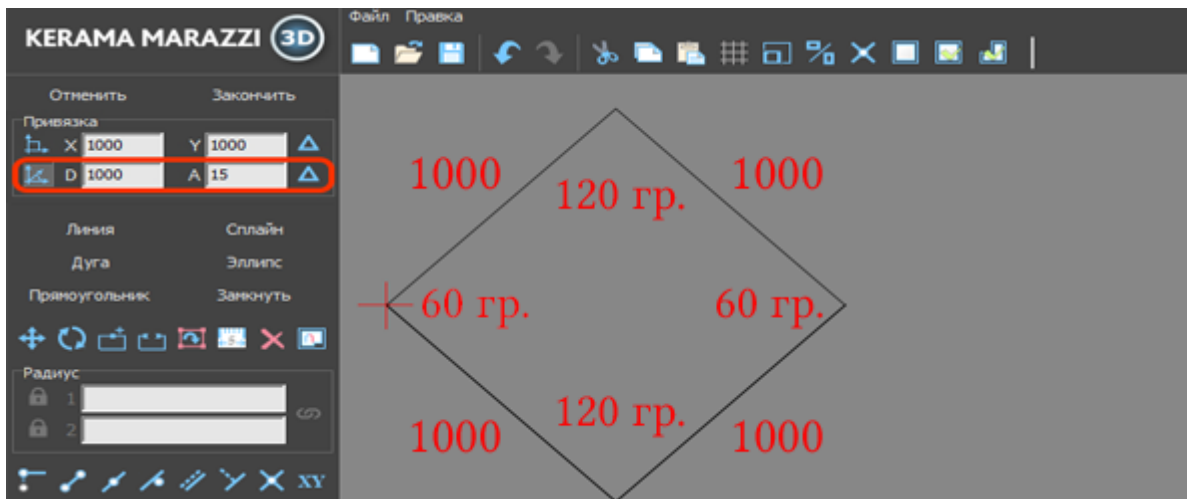 KERAMA MARAZZI 3D
Файл Правка
Отменить Закончить
Привязка
X 1000 Y 1000
D 1000 A 15
Линия Сплайн
Дуга Эллипс
Прямоугольник Замкнуть
5
Радиус
1
2
XY
1000 1000
120 гр.
60 гр. 60 гр.
120 гр.
1000 1000